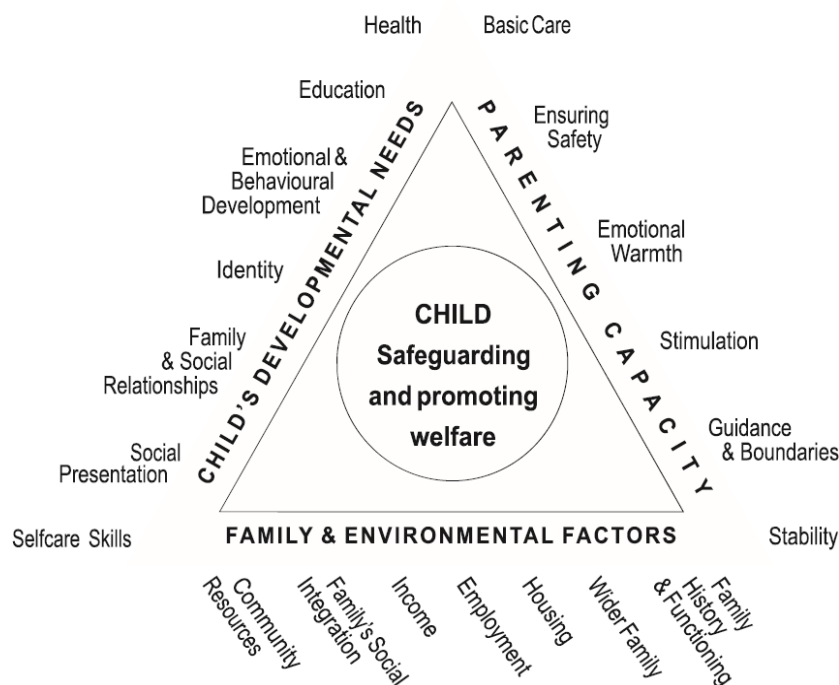 Health
Basic Care
Education
Ensuring
Safety
Emotional &
Behavioural
Development
Emotional
Warmth
Identity
Stimulation
Family
& Social
Relationships
Guidance
& Boundaries
Social
Presentation
Selfcare Skills
Stability
CHILD'S DEVELOPMENTAL NEEDS
PARENTING CAPACITY
CHILD
Safeguarding
and promoting
welfare
FAMILY & ENVIRONMENTAL FACTORS
Community
Resources
Family's Social
Integration
Income
Employment
Housing
Wider Family
Family
History
& Functioning